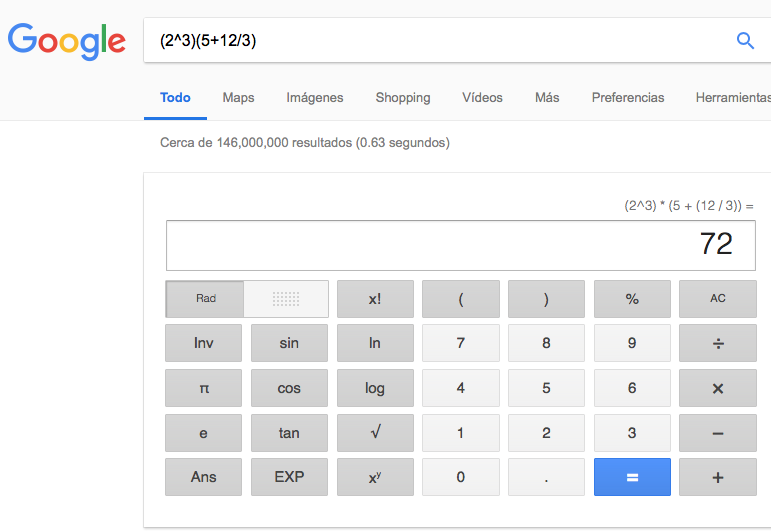 Google
(2^3)(5+12/3)
Todo Maps Imágenes Shopping Vídeos Más Preferencias Herramientas
Cerca de 146,000,000 resultados (0.63 segundos)
(2^3) * (5 + (12 / 3)) =
72
Rad x! ( ) % AC
Inv sin ln 7 8 9 ÷
π cos log 4 5 6 ×
e tan √ 1 2 3 −
Ans EXP xʸ 0 . = +